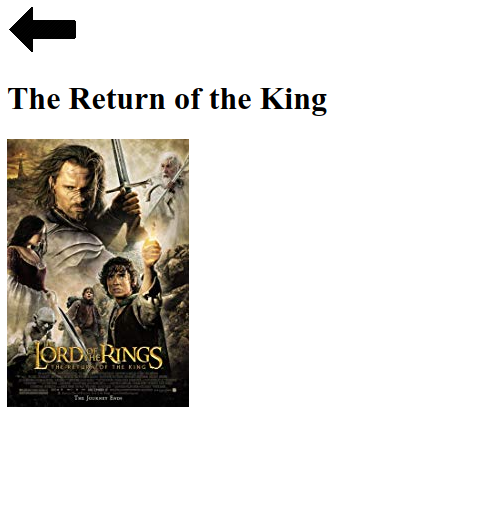 The Return of the King
THE
LORD OF THE RINGS
THE RETURN OF THE KING
THE JOURNEY ENDS